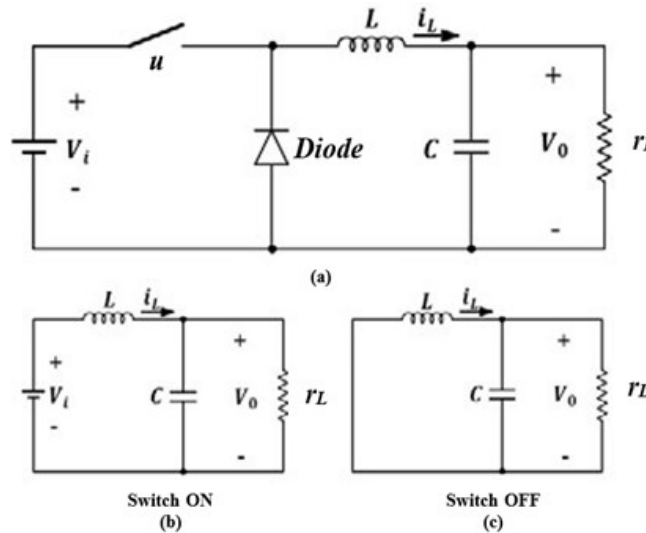 L i_L
u
+ +
V_i Diode C V_0 r_L
- -
(a)
L i_L L i_L
+ + +
V_i C V_0 r_L C V_0 r_L
- - -
Switch ON Switch OFF
(b) (c)